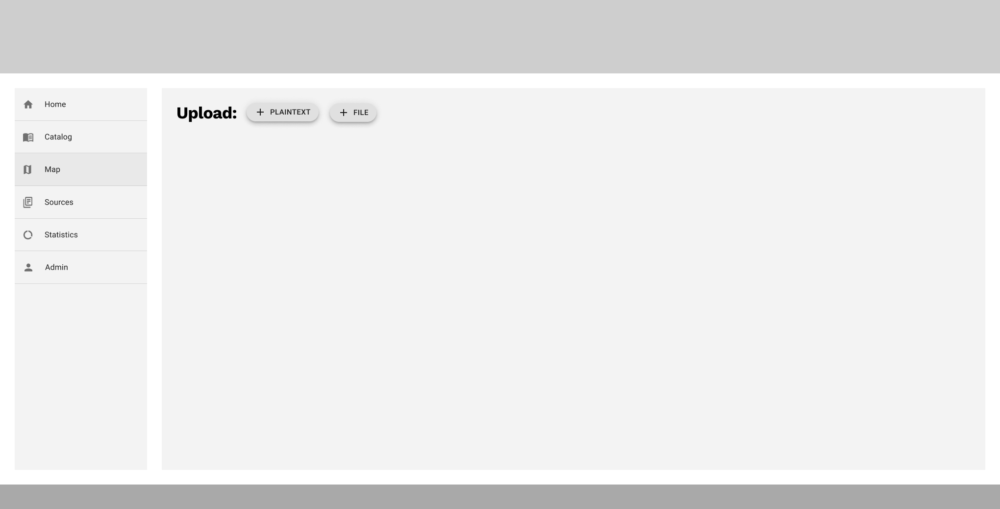 Home
Catalog
Map
Sources
Statistics
Admin
Upload:
PLAINTEXT
FILE